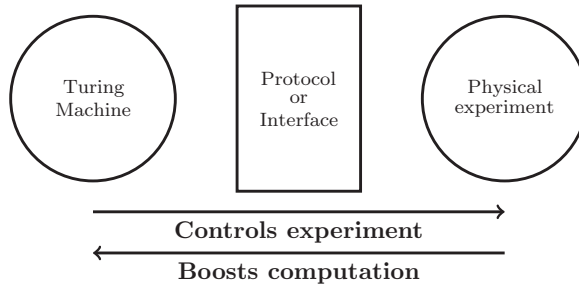 Turing
Machine
Protocol
or
Interface
Physical
experiment
Controls experiment
Boosts computation